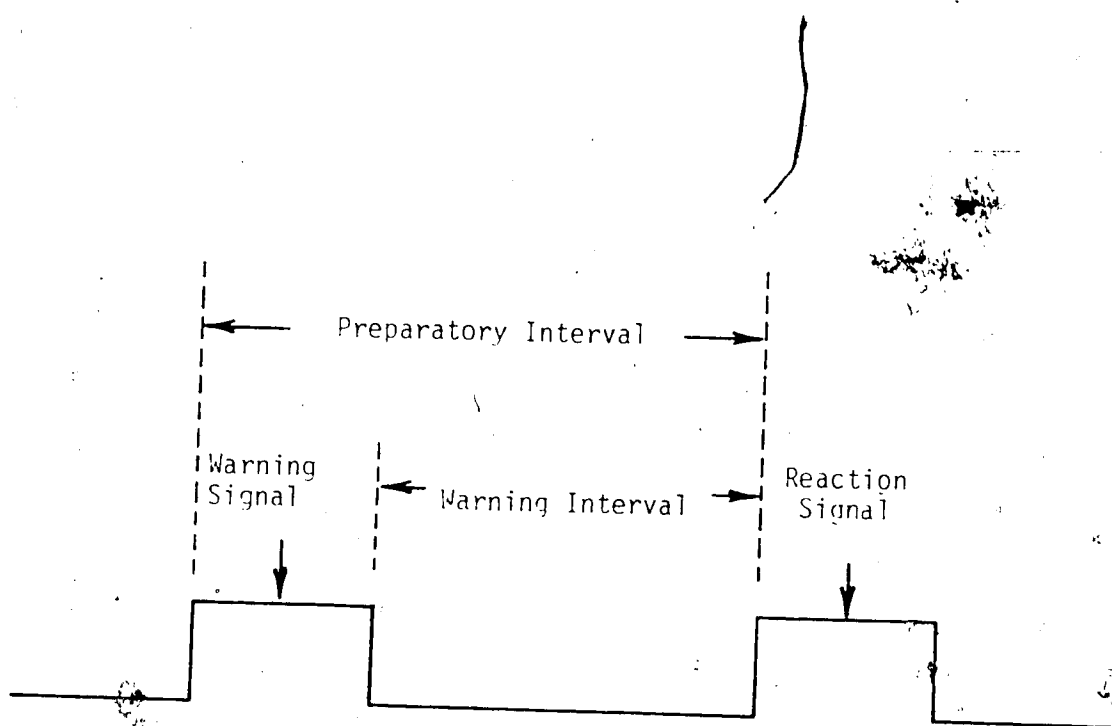 Preparatory Interval
Warning
Signal
Warning Interval
Reaction
Signal